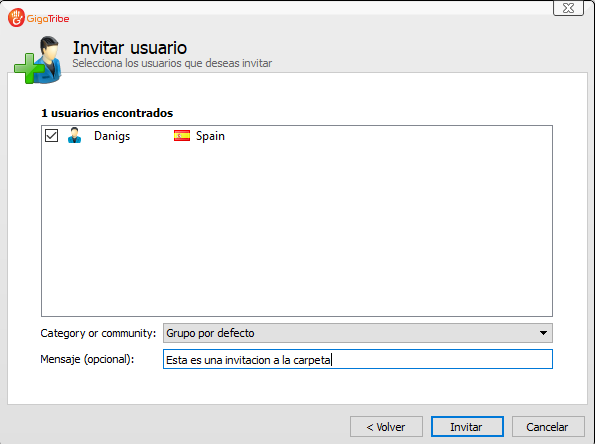 GigaTribe
Invitar usuario
Selecciona los usuarios que deseas invitar
1 usuarios encontrados
Danigs Spain
Category or community: Grupo por defecto
Mensaje (opcional): Esta es una invitacion a la carpeta
< Volver Invitar Cancelar